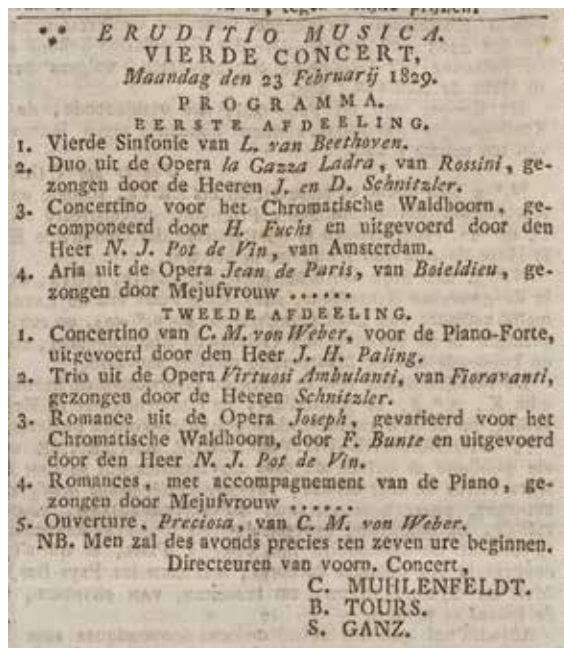 ERUDITIO MUSICA.
VIERDE CONCERT,
Maandag den 23 Februarij 1829.
PROGRAMMA.
EERSTE AFDEELING.
1. Vierde Sinfonie van L. van Beethoven.
2. Duo uit de Opera la Gazza Ladra, van Rossini, ge-
zongen door de Heeren J. en D. Schnitzler.
3. Concertino voor het Chromatische Waldhoorn, ge-
componeerd door H. Fuchs en uitgevoerd door den
Heer N. J. Pot de Vin, van Amsterdam.
4. Aria uit de Opera Jean de Paris, van Boieldieu, ge-
zongen door Mejufvrouw ......
TWEEDE AFDEELING.
1. Concertino van C. M. von Weber, voor de Piano-Forte,
uitgevoerd door den Heer J. H. Paling.
2. Trio uit de Opera Virtuosi Ambulanti, van Fioravanti,
gezongen door de Heeren Schnitzler.
3. Romance uit de Opera Joseph, gevarieerd voor het
Chromatische Waldhoorn, door F. Bunte en uitgevoerd
door den Heer N. J. Pot de Vin.
4. Romances, met accompagnement van de Piano, ge-
zongen door Mejufvrouw ......
5. Ouverture, Preciosa, van C. M. von Weber.
NB. Men zal des avonds precies ten zeven ure beginnen.
Directeuren van voorn. Concert,
C. MUHLENFELDT.
B. TOURS.
S. GANZ.